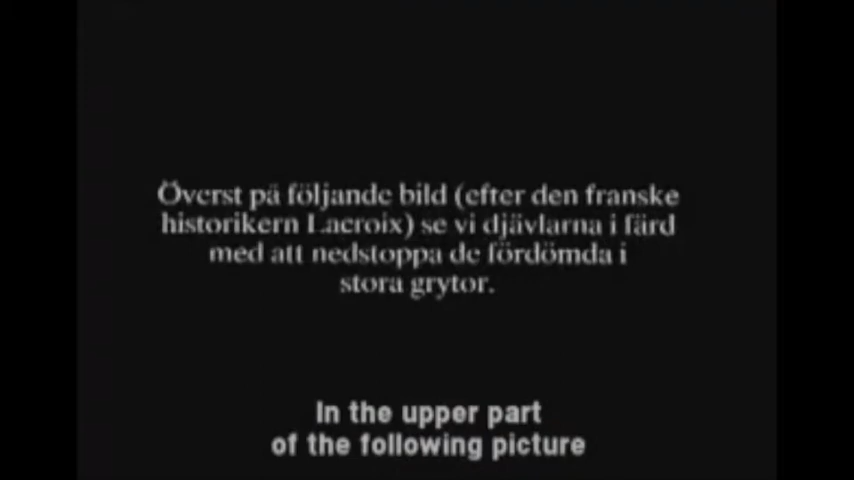 Överst på följande bild (efter den franske
historikern Lacroix) se vi djävlarna i färd
med att nedstoppa de fördömda i
stora grytor.
In the upper part
of the following picture